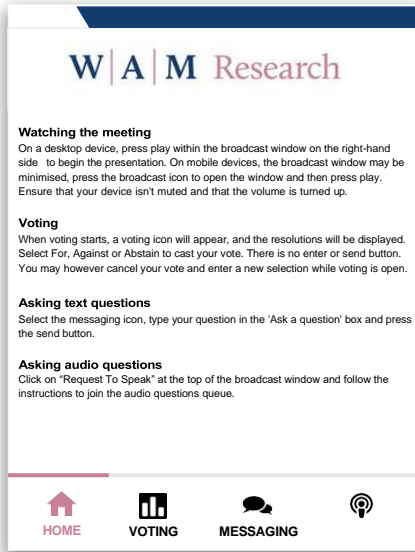 W|A|M Research
Watching the meeting
On a desktop device, press play within the broadcast window on the right-hand
side to begin the presentation. On mobile devices, the broadcast window may be
minimised, press the broadcast icon to open the window and then press play.
Ensure that your device isn't muted and that the volume is turned up.
Voting
When voting starts, a voting icon will appear, and the resolutions will be displayed.
Select For, Against or Abstain to cast your vote. There is no enter or send button.
You may however cancel your vote and enter a new selection while voting is open.
Asking text questions
Select the messaging icon, type your question in the 'Ask a question' box and press
the send button.
Asking audio questions
Click on “Request To Speak” at the top of the broadcast window and follow the
instructions to join the audio questions queue.
HOME VOTING MESSAGING